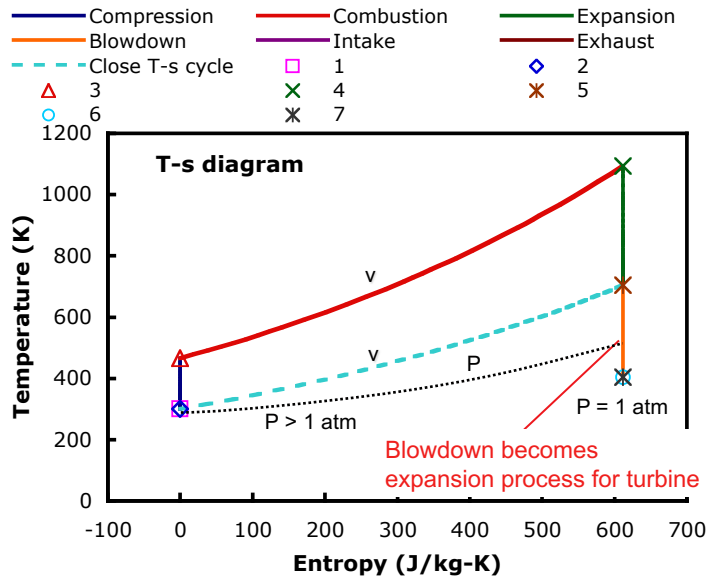 Compression Combustion Expansion
Blowdown Intake Exhaust
Close T-s cycle 1 2
3 4 5
6 7
1200
1000
800
600
400
200
0
Temperature (K)
T-s diagram
v
v
P
P > 1 atm
P = 1 atm
Blowdown becomes
expansion process for turbine
-100 0 100 200 300 400 500 600 700
Entropy (J/kg-K)